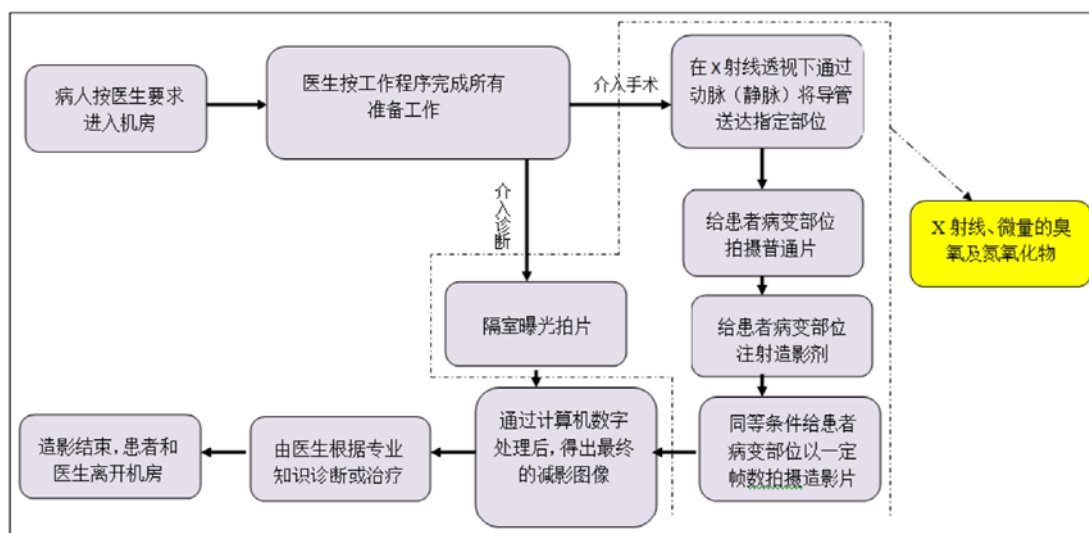 病人按医生要求
进入机房
医生按工作程序完成所有
准备工作
介入手术
在X射线透视下通过
动脉（静脉）将导管
送达指定部位
介入诊断
给患者病变部位
拍摄普通片
X 射线、微量的臭
氧及氮氧化物
隔室曝光拍片
给患者病变部位
注射造影剂
同等条件给患者
病变部位以一定
帧数拍摄造影片
通过计算机数字
处理后，得出最终
的减影图像
由医生根据专业
知识诊断或治疗
造影结束，患者和
医生离开机房